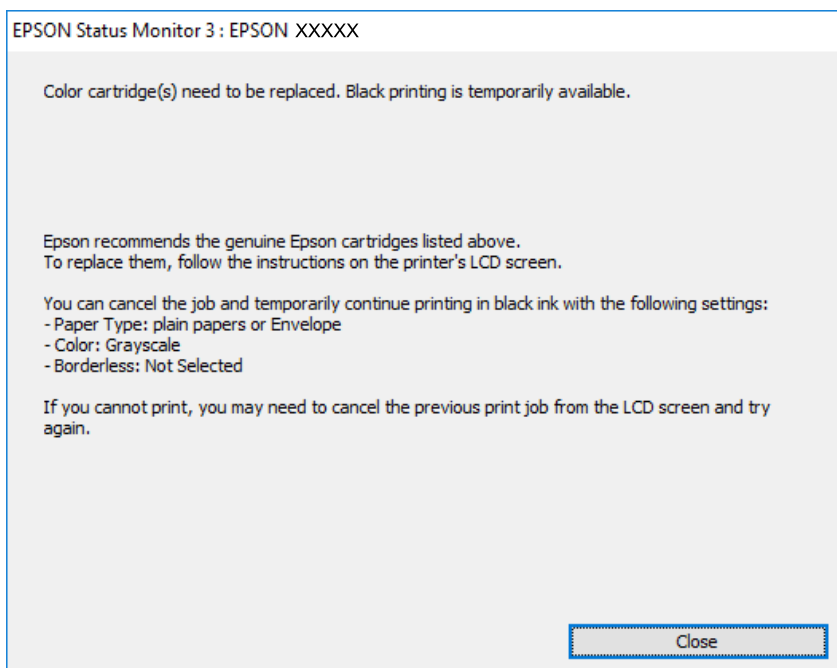 EPSON Status Monitor 3 : EPSON XXXXX
Color cartridge(s) need to be replaced. Black printing is temporarily available.
Epson recommends the genuine Epson cartridges listed above.
To replace them, follow the instructions on the printer's LCD screen.
You can cancel the job and temporarily continue printing in black ink with the following settings:
- Paper Type: plain papers or Envelope
- Color: Grayscale
- Borderless: Not Selected
If you cannot print, you may need to cancel the previous print job from the LCD screen and try
again.
Close